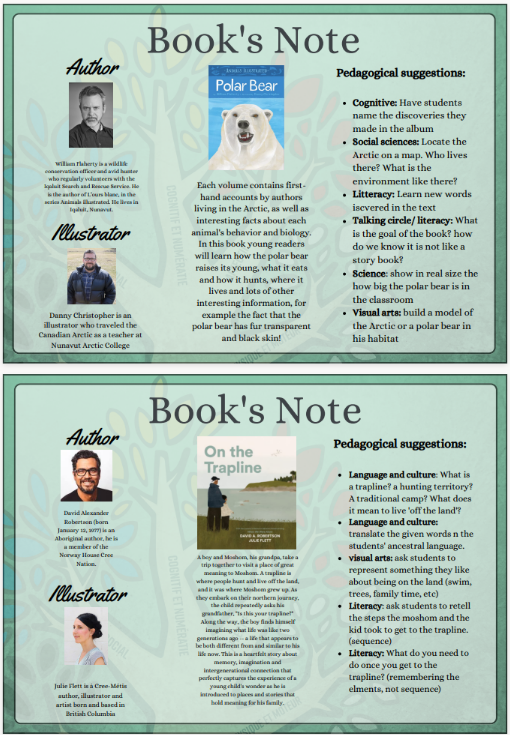 Book's Note
Author
William Flaherty is a wildlife
conservation officer and avid hunter
who regularly volunteers with the
Iqaluit Search and Rescue Service. He
is the author of L'ours blanc, in the
series Animals Illustrated. He lives in
Iqaluit, Nunavut.
Illustrator
Danny Christopher is an
illustrator who traveled the
Canadian Arctic as a teacher at
Nunavut Arctic College
Polar Bear
Each volume contains first-
hand accounts by authors
living in the Arctic, as well as
interesting facts about each
animal's behavior and biology.
In this book young readers
will learn how the polar bear
raises its young, what it eats
and how it hunts, where it
lives and lots of other
interesting information, for
example the fact that the
polar bear has fur transparent
and black skin!
Pedagogical suggestions:
• Cognitive: Have students
name the discoveries they
made in the album
• Social sciences: Locate the
Arctic on a map. Who lives
there? What is the
environment like there?
• Litteracy: Learn new words
iscvered in the text
• Talking circle/ literacy: What
is the goal of the book? how
do we know it is not like a
story book?
• Science: show in real size the
how big the polar bear is in
the classroom
• Visual arts: build a model of
the Arctic or a polar bear in
his habitat
Book's Note
Author
David Alexander
Robertson (born
January 12, 1977) is an
Aboriginal author, he is
a member of the
Norway House Cree
Nation.
Illustrator
Julie Flett is a Cree-Métis
author, illustrator and
artist born and based in
British Columbia
On the
Trapline
DAVID A. ROBERTSON
JULIE FLETT
A boy and Moshom, his grandpa, take a
trip together to visit a place of great
meaning to Moshom. A trapline is
where people hunt and live off the land,
and it was where Moshom grew up. As
they embark on their northern journey,
the child repeatedly asks his
grandfather, "Is this your trapline?"
Along the way, the boy finds himself
imagining what life was like two
generations ago -- a life that appears to
be both different from and similar to his
life now. This is a heartfelt story about
memory, imagination and
intergenerational connection that
perfectly captures the experience of a
young child's wonder as he is
introduced to places and stories that
hold meaning for his family.
Pedagogical suggestions:
• Language and culture: What is
a trapline? a hunting territory?
A traditional camp? What does
it mean to live 'off the land'?
• Language and culture:
translate the given words n the
students' ancestral language.
• visual arts: ask students to
represent something they like
about being on the land (swim,
trees, family time, etc)
• Literacy: ask students to retell
the steps the moshom and the
kid took to get to the trapline.
(sequence)
• Literacy: What do you need to
do once you get to the
trapline? (remembering the
elments, not sequence)